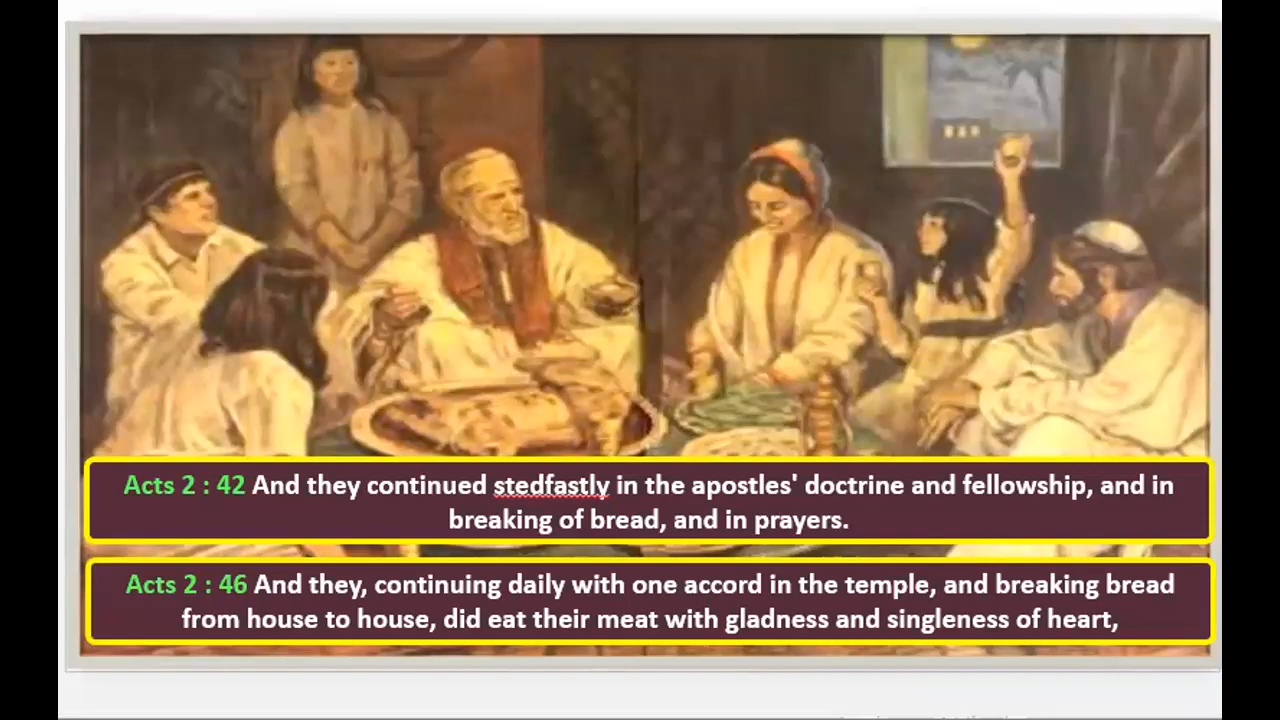 Acts 2 : 42 And they continued stedfastly in the apostles' doctrine and fellowship, and in
breaking of bread, and in prayers.
Acts 2 : 46 And they, continuing daily with one accord in the temple, and breaking bread
from house to house, did eat their meat with gladness and singleness of heart,